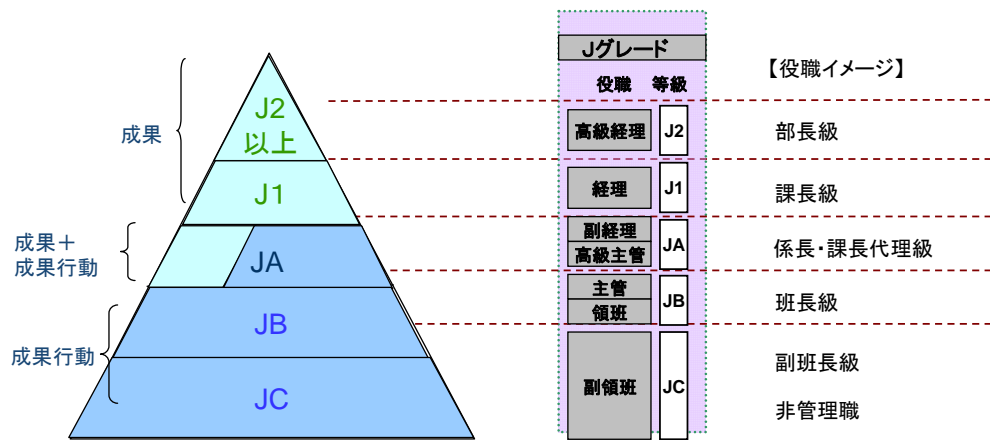 成果
成果＋
成果行動
成果行動
J2
以上
J1
JA
JB
JC
Jグレード
役職 等級
高級経理 J2
経理 J1
副経理
高級主管
JA
主管
領班
JB
副領班 JC
【役職イメージ】
部長級
課長級
係長・課長代理級
班長級
副班長級
非管理職